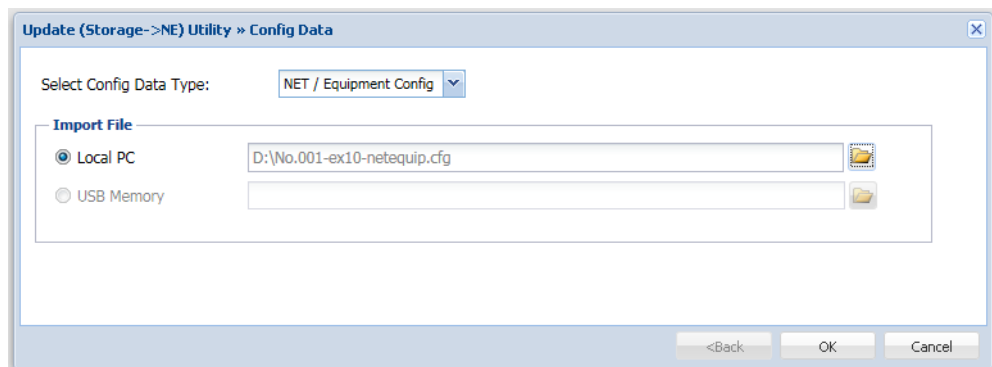 Update (Storage->NE) Utility » Config Data
Select Config Data Type: NET / Equipment Config
Import File
Local PC D:\No.001-ex10-netequip.cfg
USB Memory
<Back OK Cancel